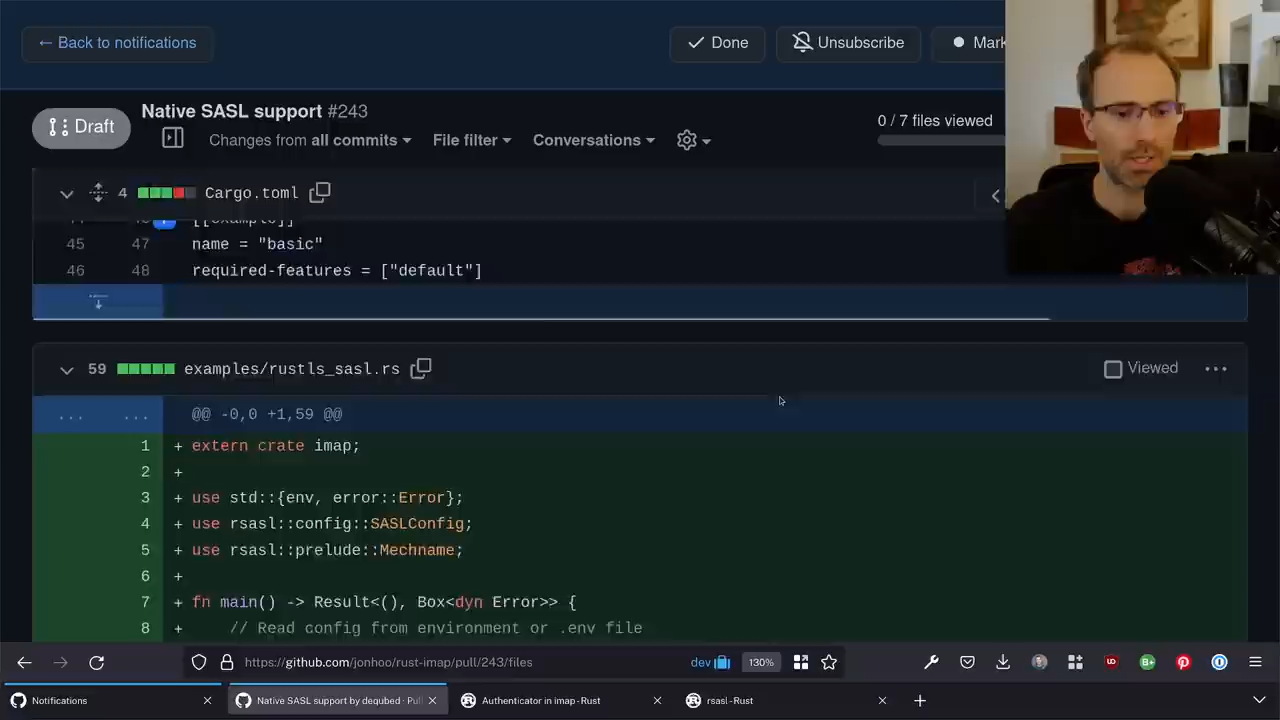 ← Back to notifications
Done
Unsubscribe
Mark
Draft
Native SASL support #243
Changes from all commits
File filter
Conversations
0 / 7 files viewed
4
Cargo.toml
45 47 name = "basic"
46 48 required-features = ["default"]
59 examples/rustls_sasl.rs
Viewed
... ... @@ -0,0 +1,59 @@
1 + extern crate imap;
2 +
3 + use std::{env, error::Error};
4 + use rsasl::config::SASLConfig;
5 + use rsasl::prelude::Mechname;
6 +
7 + fn main() -> Result<(), Box<dyn Error>> {
8 + // Read config from environment or .env file
https://github.com/jonhoo/rust-imap/pull/243/files
dev
130%
Notifications
Native SASL support by dequbed · Pull
Authenticator in imap - Rust
rsasl - Rust